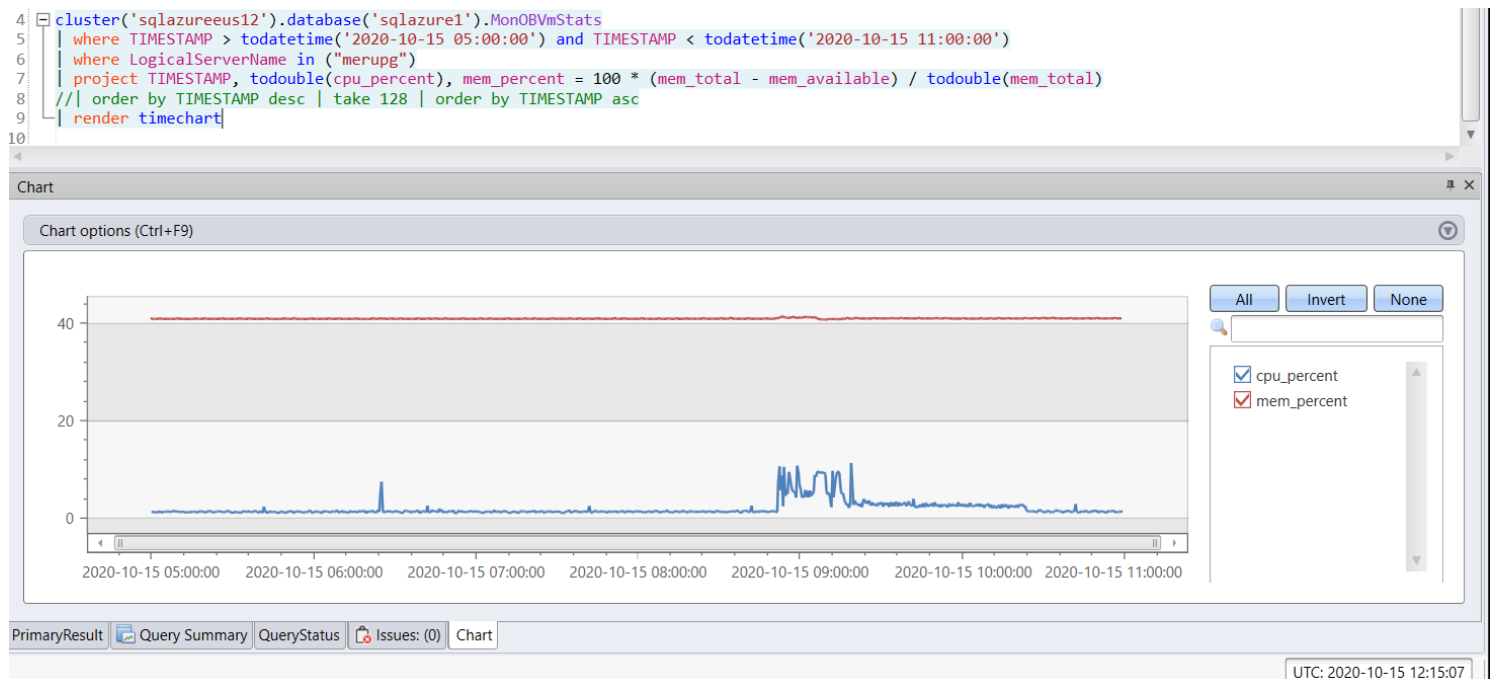 4 cluster('sqlazureeus12').database('sqlazure1').MonOBVmStats
5 | where TIMESTAMP > todatetime('2020-10-15 05:00:00') and TIMESTAMP < todatetime('2020-10-15 11:00:00')
6 | where LogicalServerName in ("merupg")
7 | project TIMESTAMP, todouble(cpu_percent), mem_percent = 100 * (mem_total - mem_available) / todouble(mem_total)
8 //| order by TIMESTAMP desc | take 128 | order by TIMESTAMP asc
9 | render timechart
10
Chart
Chart options (Ctrl+F9)
All Invert None
40
20
0
cpu_percent
mem_percent
2020-10-15 05:00:00 2020-10-15 06:00:00 2020-10-15 07:00:00 2020-10-15 08:00:00 2020-10-15 09:00:00 2020-10-15 10:00:00 2020-10-15 11:00:00
PrimaryResult Query Summary QueryStatus Issues: (0) Chart
UTC: 2020-10-15 12:15:07